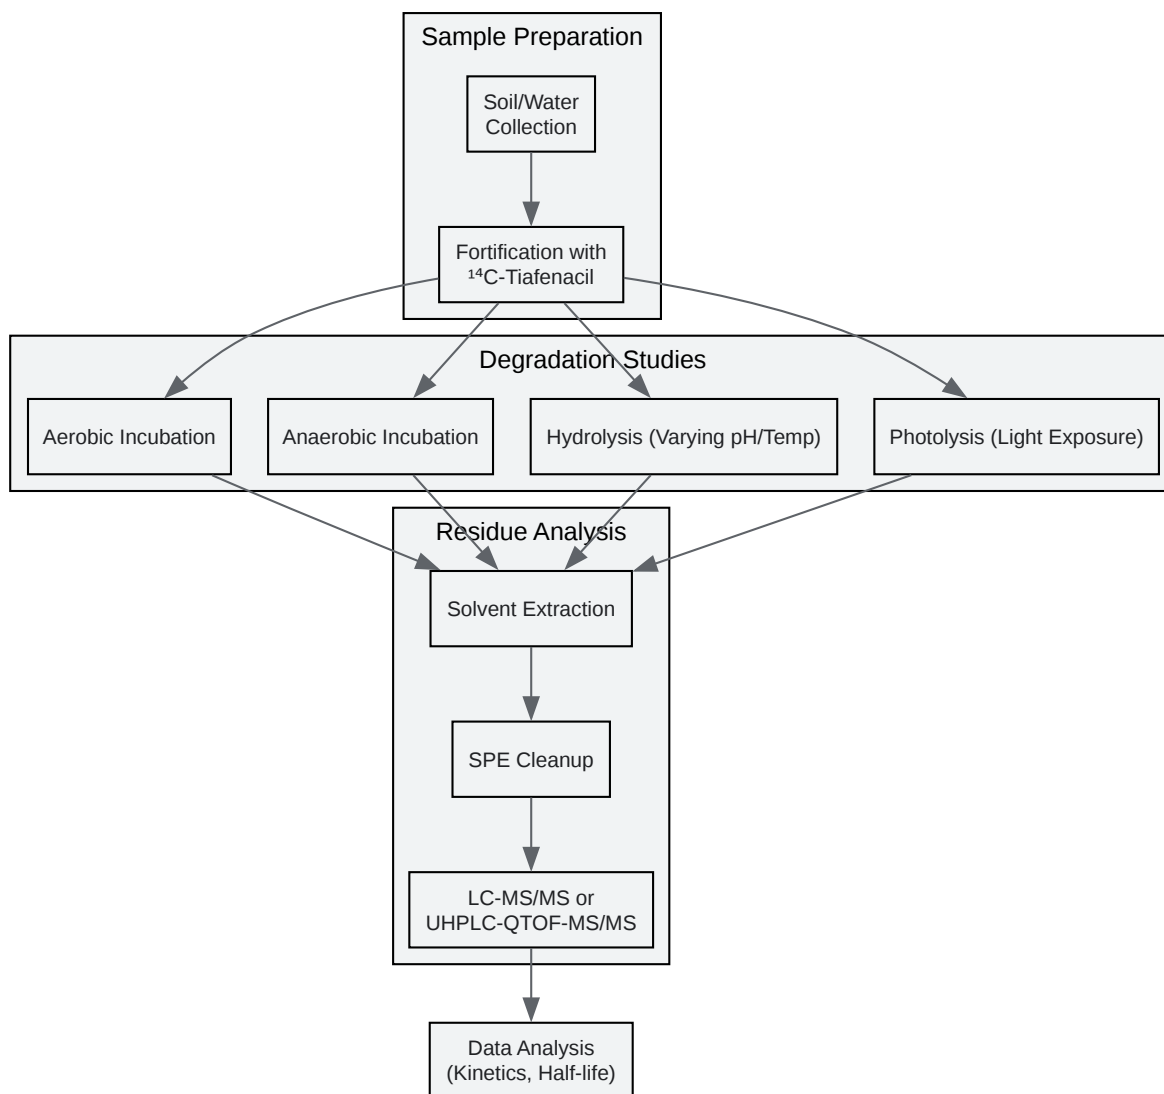 Sample Preparation
Soil/Water
Collection
Fortification with
¹⁴C-Tiafenacil
Degradation Studies
Aerobic Incubation
Anaerobic Incubation
Hydrolysis (Varying pH/Temp)
Photolysis (Light Exposure)
Residue Analysis
Solvent Extraction
SPE Cleanup
LC-MS/MS or
UHPLC-QTOF-MS/MS
Data Analysis
(Kinetics, Half-life)